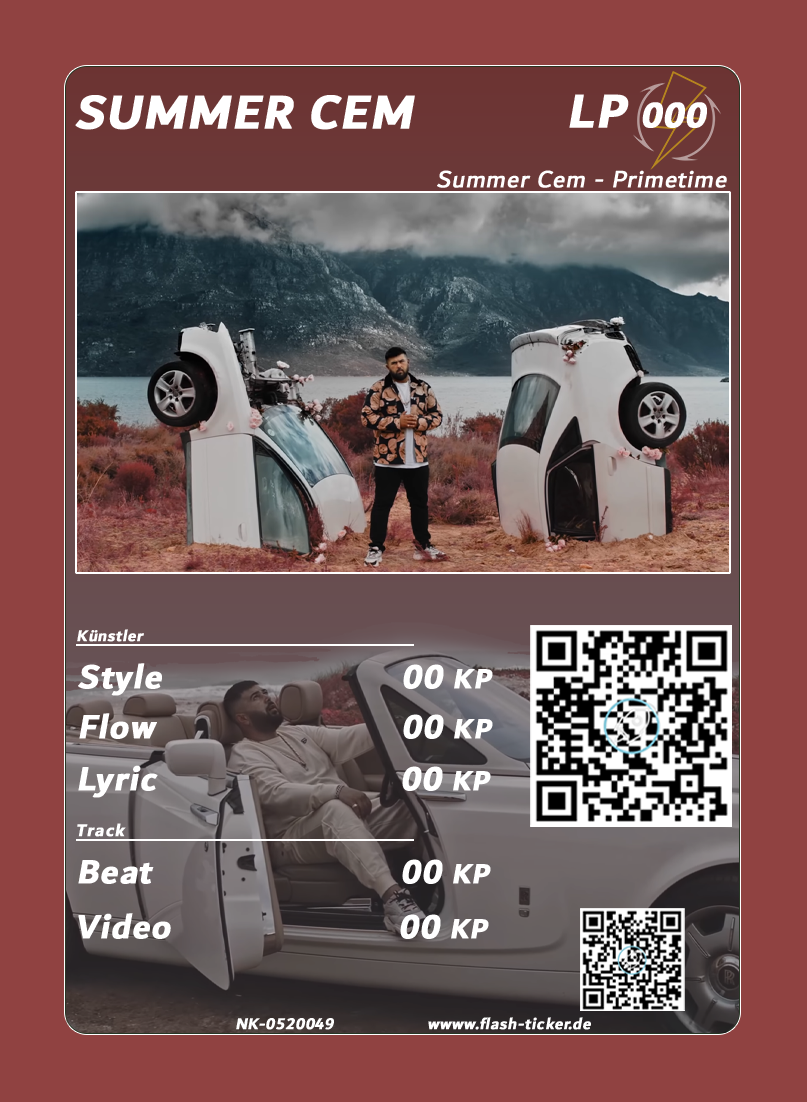 SUMMER CEM
LP 000
Summer Cem - Primetime
Künstler
Style 00 KP
Flow 00 KP
Lyric 00 KP
Track
Beat 00 KP
Video 00 KP
NK-0520049 wwww.flash-ticker.de